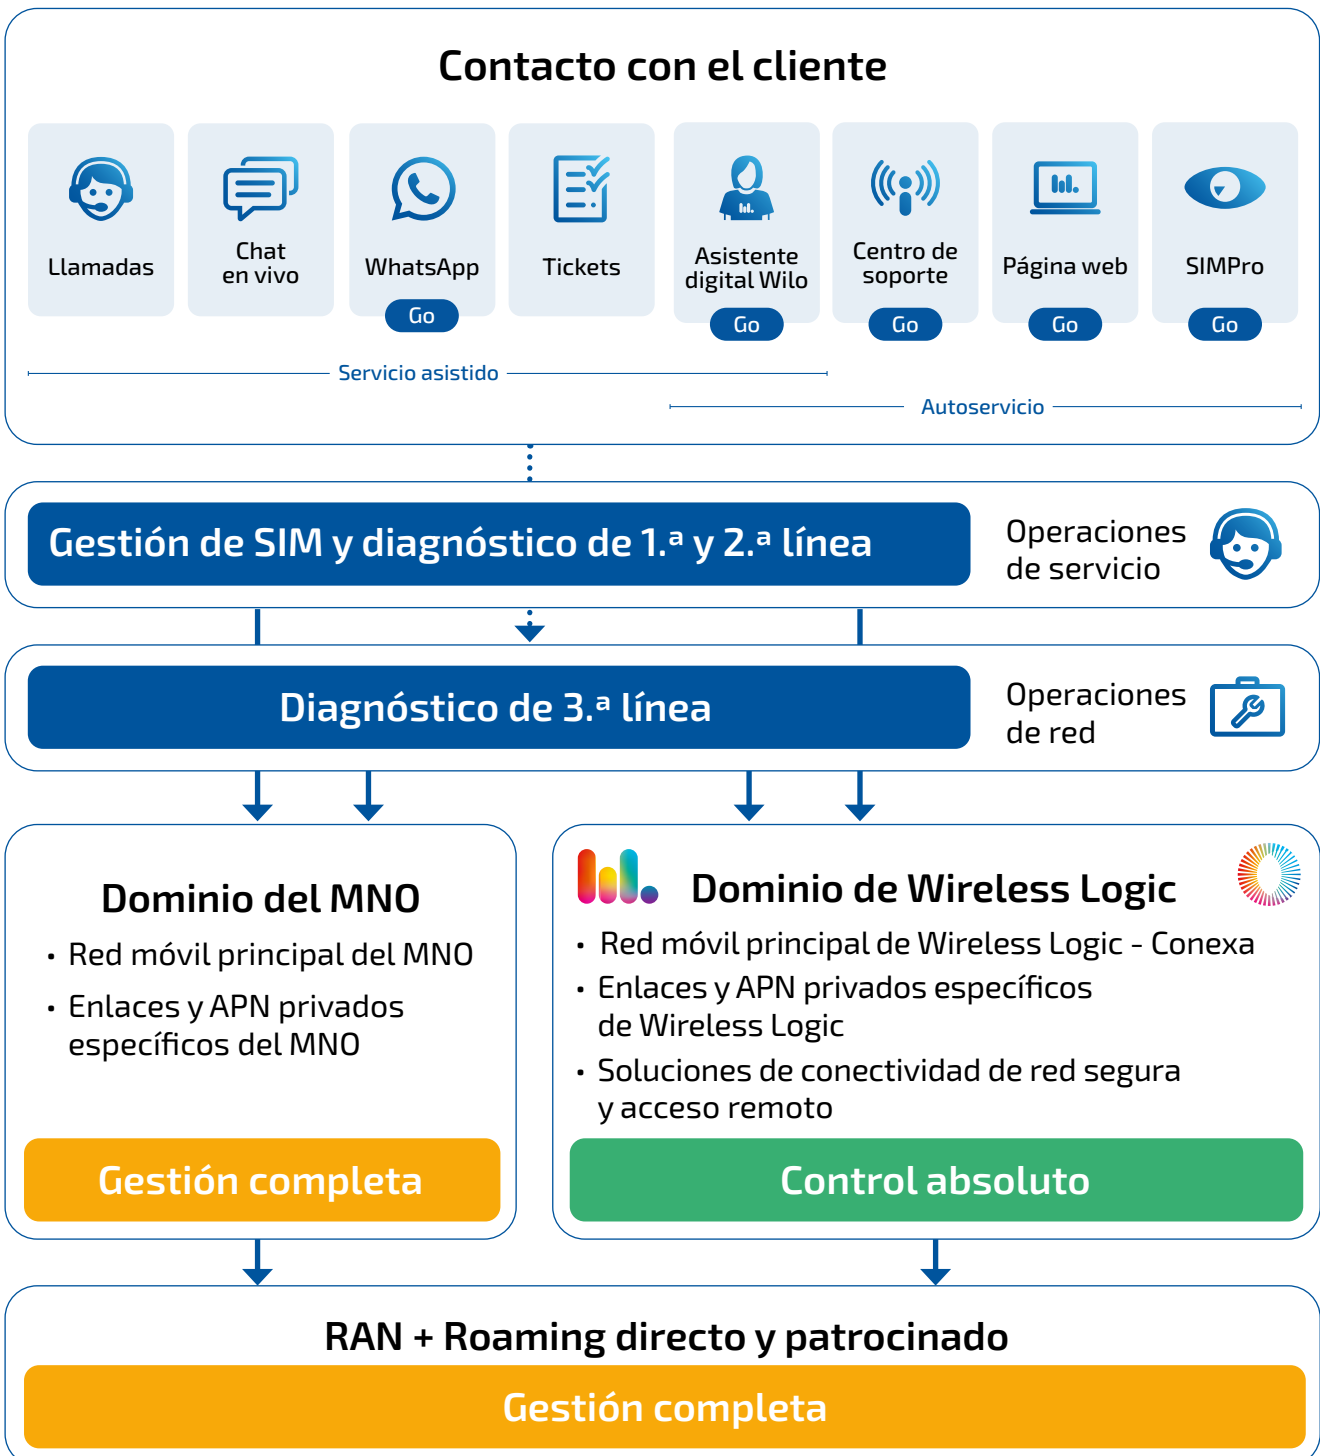 Contacto con el cliente
Llamadas
Chat
en vivo
WhatsApp
Go
Tickets
Asistente
digital Wilo
Go
Centro de
soporte
Go
Página web
Go
SIMPro
Go
Servicio asistido
Autoservicio
Gestión de SIM y diagnóstico de 1.ª y 2.ª línea
Operaciones
de servicio
Diagnóstico de 3.ª línea
Operaciones
de red
Dominio del MNO
· Red móvil principal del MNO
· Enlaces y APN privados
específicos del MNO
Gestión completa
Dominio de Wireless Logic
· Red móvil principal de Wireless Logic - Conexa
· Enlaces y APN privados específicos
de Wireless Logic
· Soluciones de conectividad de red segura
y acceso remoto
Control absoluto
RAN + Roaming directo y patrocinado
Gestión completa